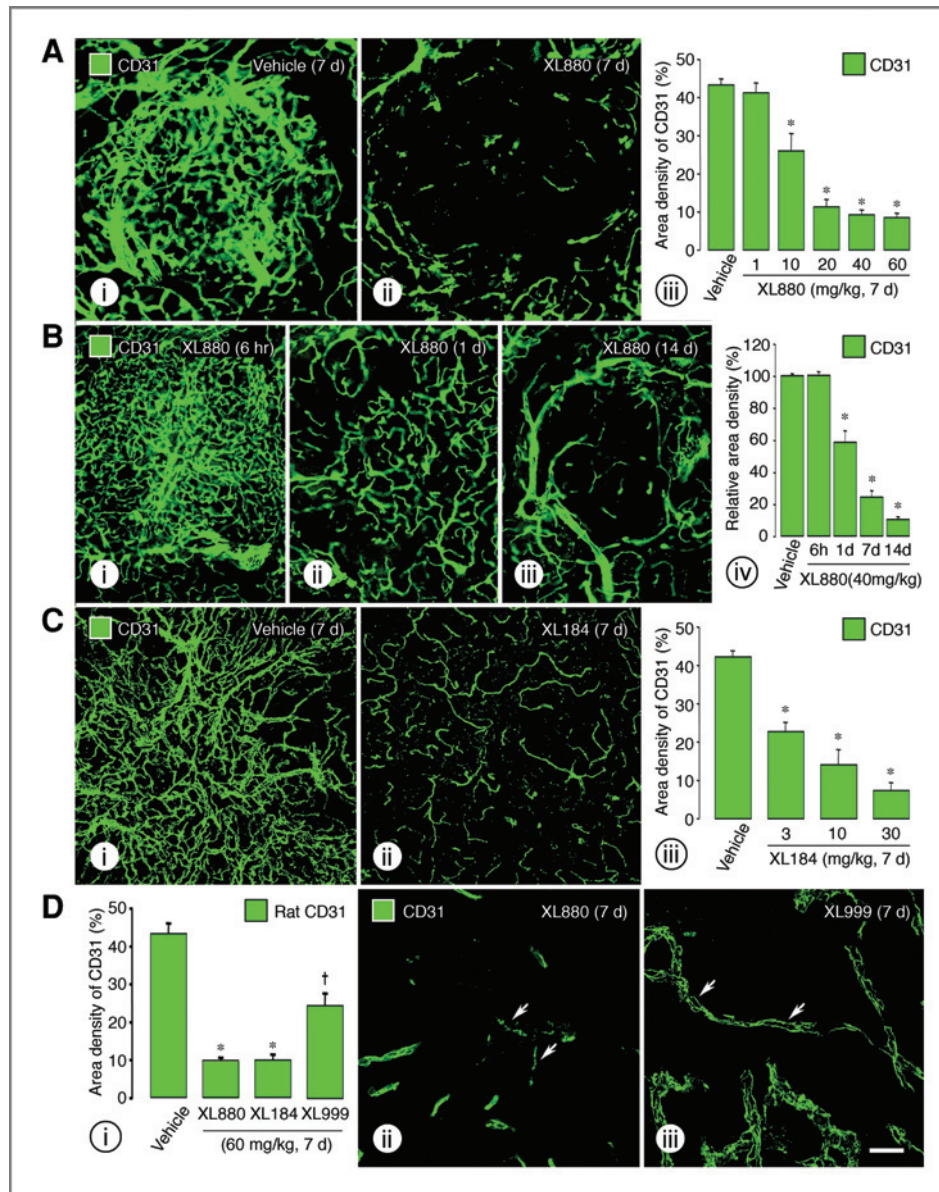 A
CD31 Vehicle (7 d)
i
XL880 (7 d)
ii
Area density of CD31 (%)
50
40
30
20
10
0
CD31
*
*
*
*
Vehicle
1 10 20 40 60
XL880 (mg/kg, 7 d)
iii
B
CD31 XL880 (6 hr)
i
XL880 (1 d)
ii
XL880 (14 d)
iii
Relative area density (%)
120
100
80
60
40
20
0
CD31
*
*
*
Vehicle
6h 1d 7d 14d
XL880(40mg/kg)
iv
C
CD31 Vehicle (7 d)
i
XL184 (7 d)
ii
Area density of CD31 (%)
50
40
30
20
10
0
CD31
*
*
*
Vehicle
3 10 30
XL184 (mg/kg, 7 d)
iii
D
Area density of CD31 (%)
50
40
30
20
10
0
Rat CD31
*
*
†
Vehicle
XL880 XL184 XL999
(60 mg/kg, 7 d)
i
CD31 XL880 (7 d)
ii
XL999 (7 d)
iii